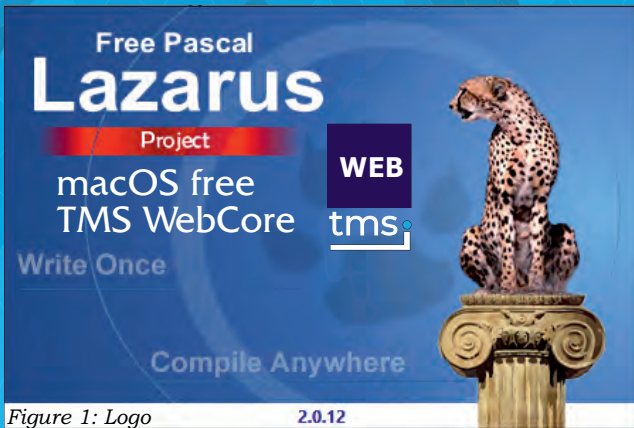 Free Pascal
Lazarus
Project
macOS free
TMS WebCore
WEB
tms
Write Once
Compile Anywhere
Figure 1: Logo
2.0.12